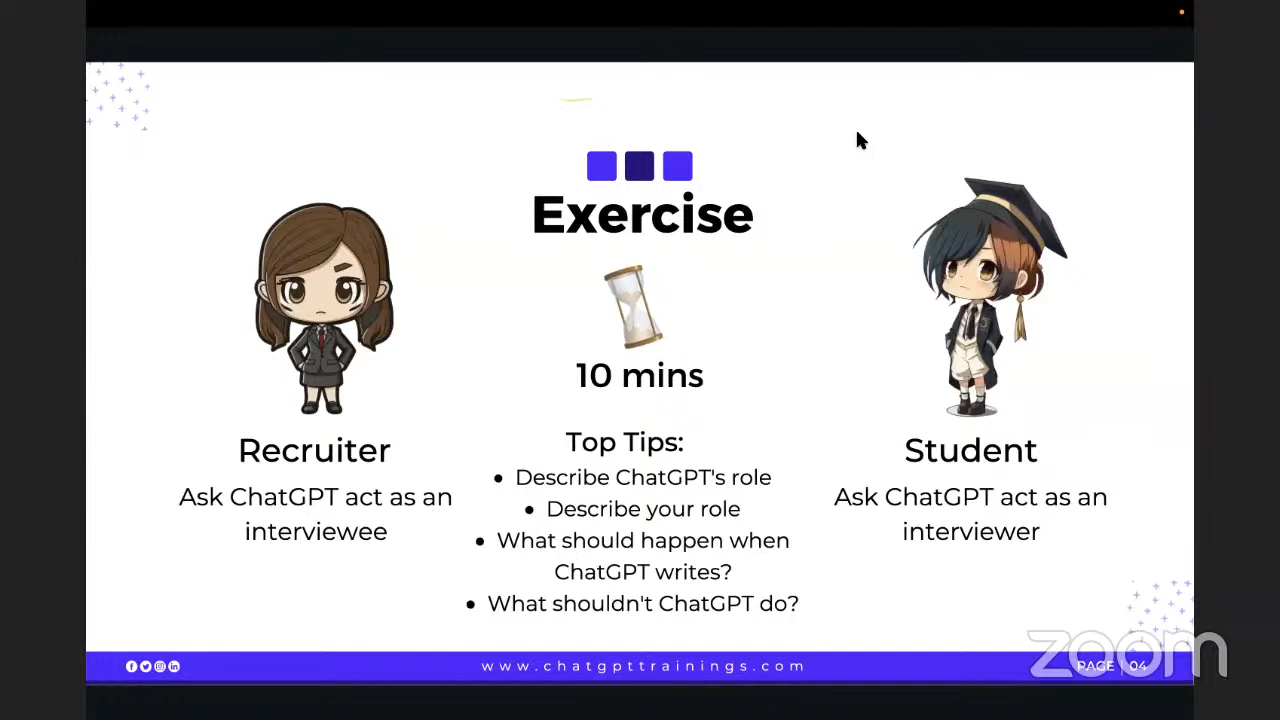 Exercise
10 mins
Recruiter
Ask ChatGPT act as an
interviewee
Top Tips:
• Describe ChatGPT's role
• Describe your role
• What should happen when
ChatGPT writes?
• What shouldn't ChatGPT do?
Student
Ask ChatGPT act as an
interviewer
www.chatgpttrainings.com
PAGE | 04
zoom